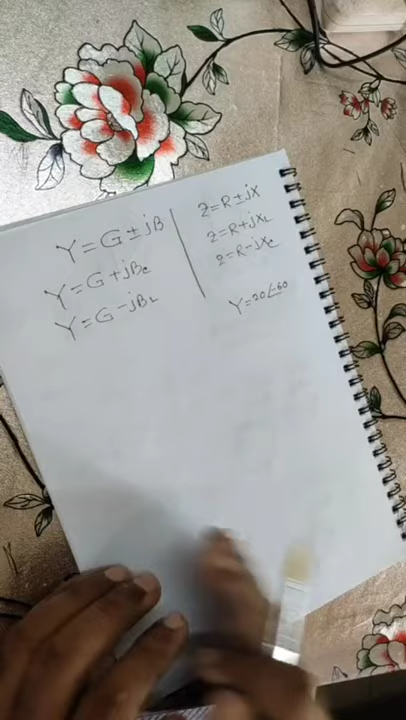 Y = G ± jB
Y = G + jBc
Y = G - jBL
Z = R ± jX
Z = R + jXL
Z = R - jXc
Y = 20∠-60